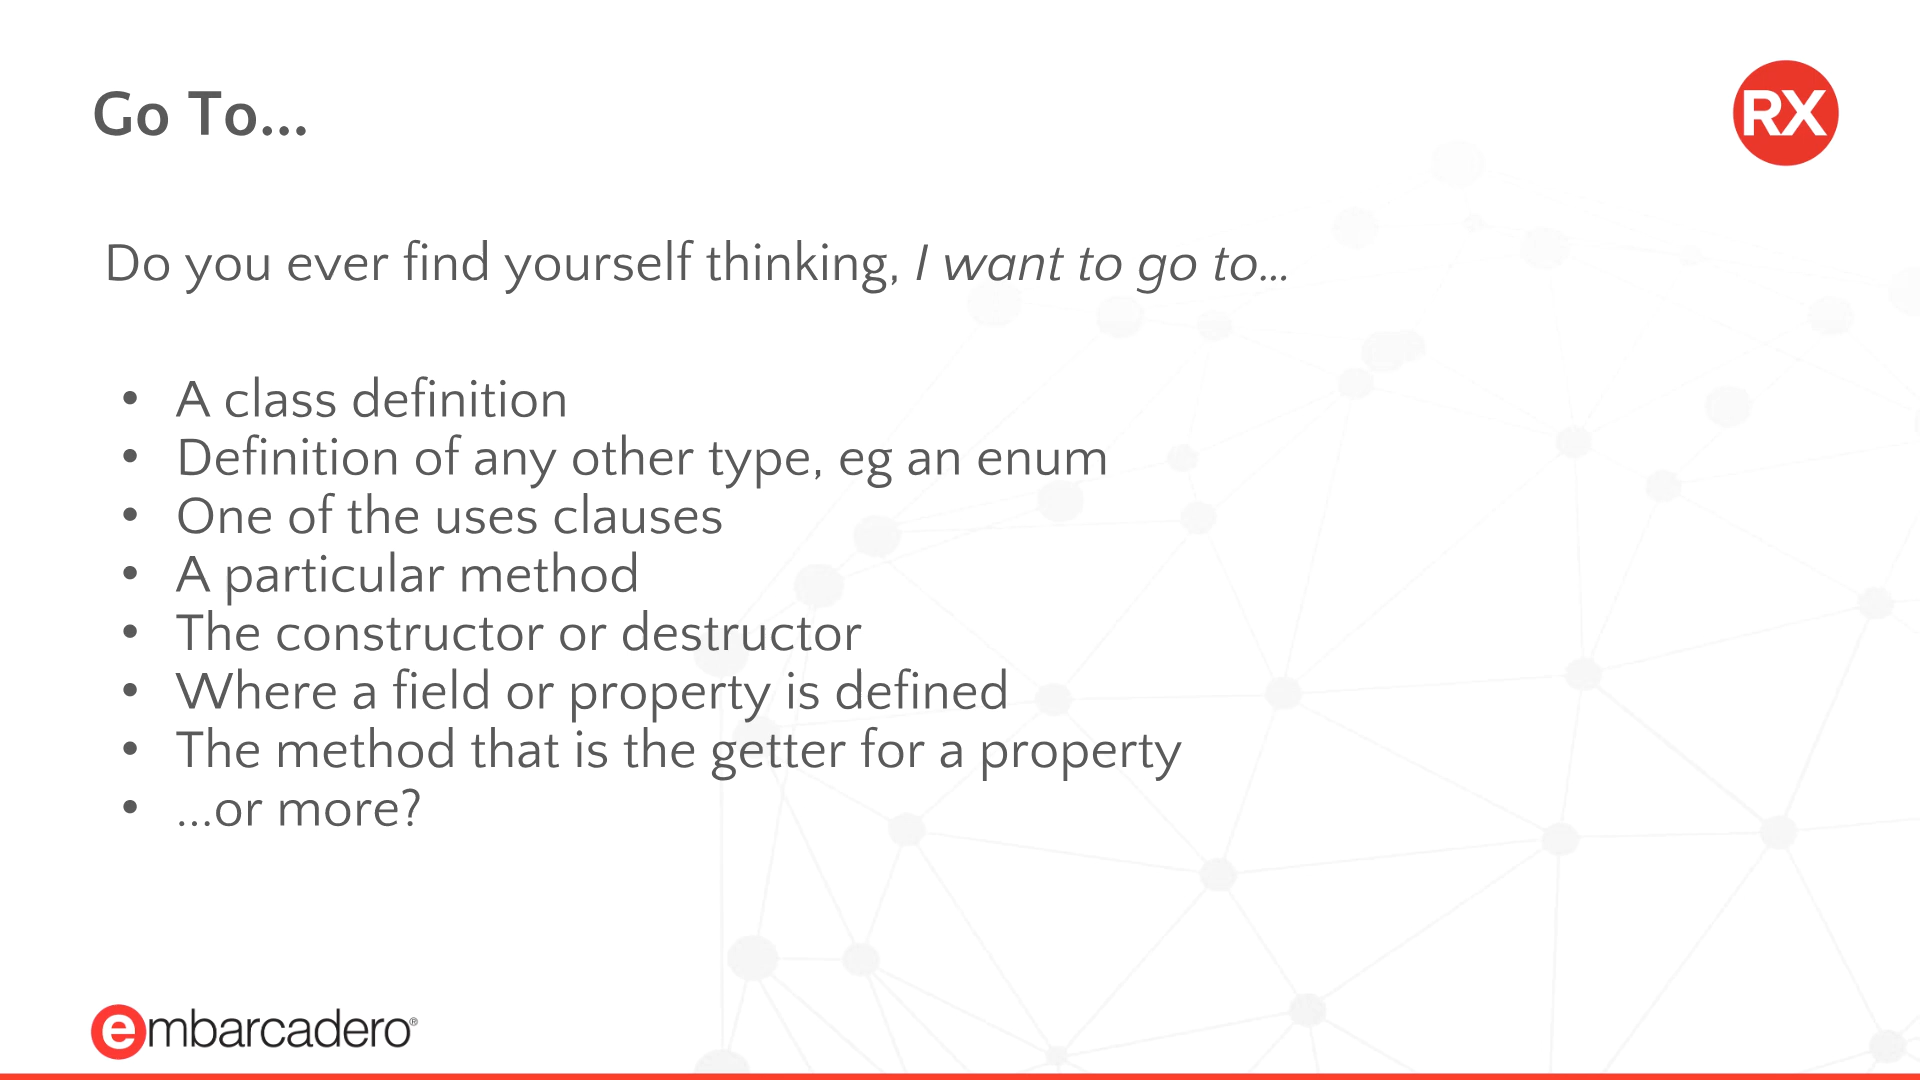 Go To...
RX
Do you ever find yourself thinking, I want to go to...
• A class definition
• Definition of any other type, eg an enum
• One of the uses clauses
• A particular method
• The constructor or destructor
• Where a field or property is defined
• The method that is the getter for a property
• ...or more?
embarcadero®